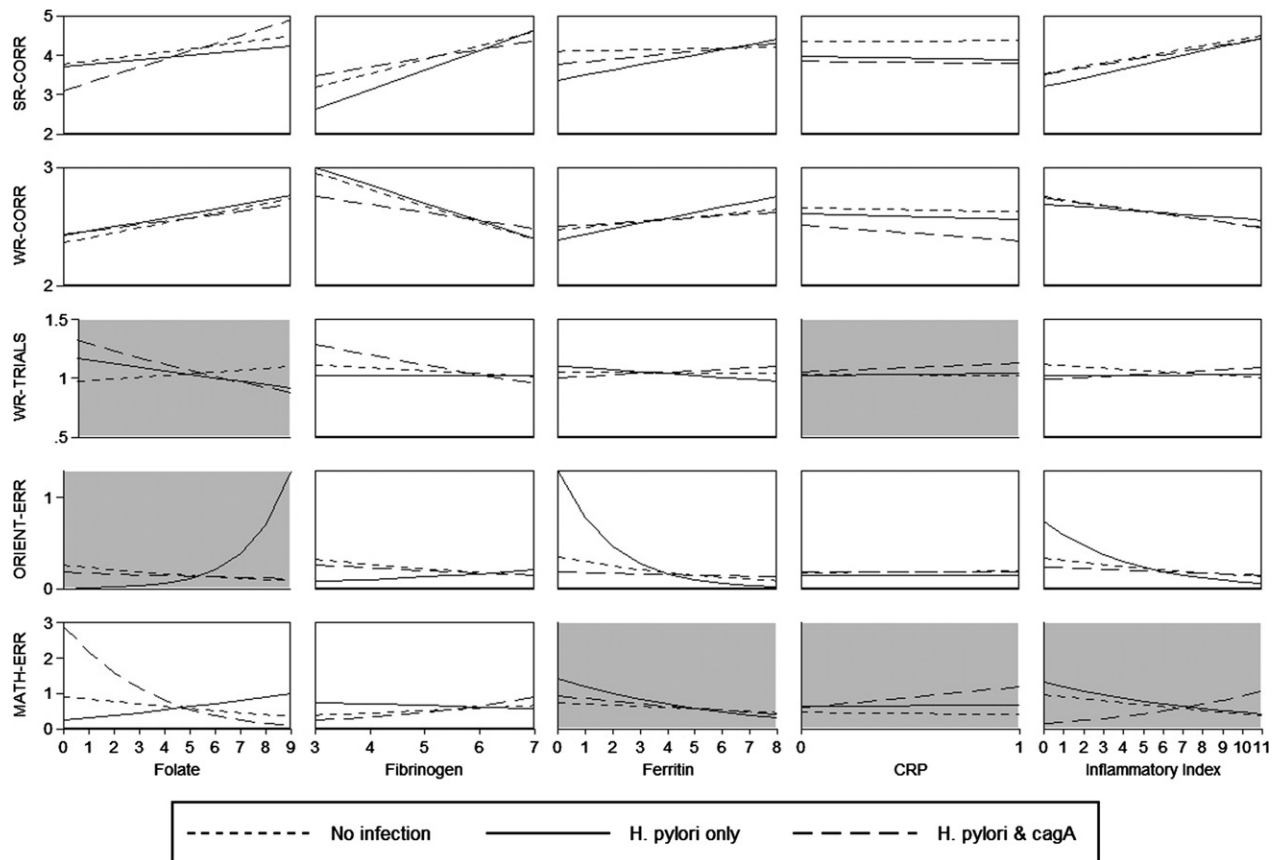 SR-CORR
5
4
3
2
WR-CORR
3
2
WR-TRIALS
1.5
1
.5
ORIENT-ERR
1
0
MATH-ERR
3
2
1
0
0 1 2 3 4 5 6 7 8 9
3 4 5 6 7
0 1 2 3 4 5 6 7 8
0 1
0 1 2 3 4 5 6 7 8 9 10 11
Folate Fibrinogen Ferritin CRP Inflammatory Index
No infection H. pylori only H. pylori & cagA